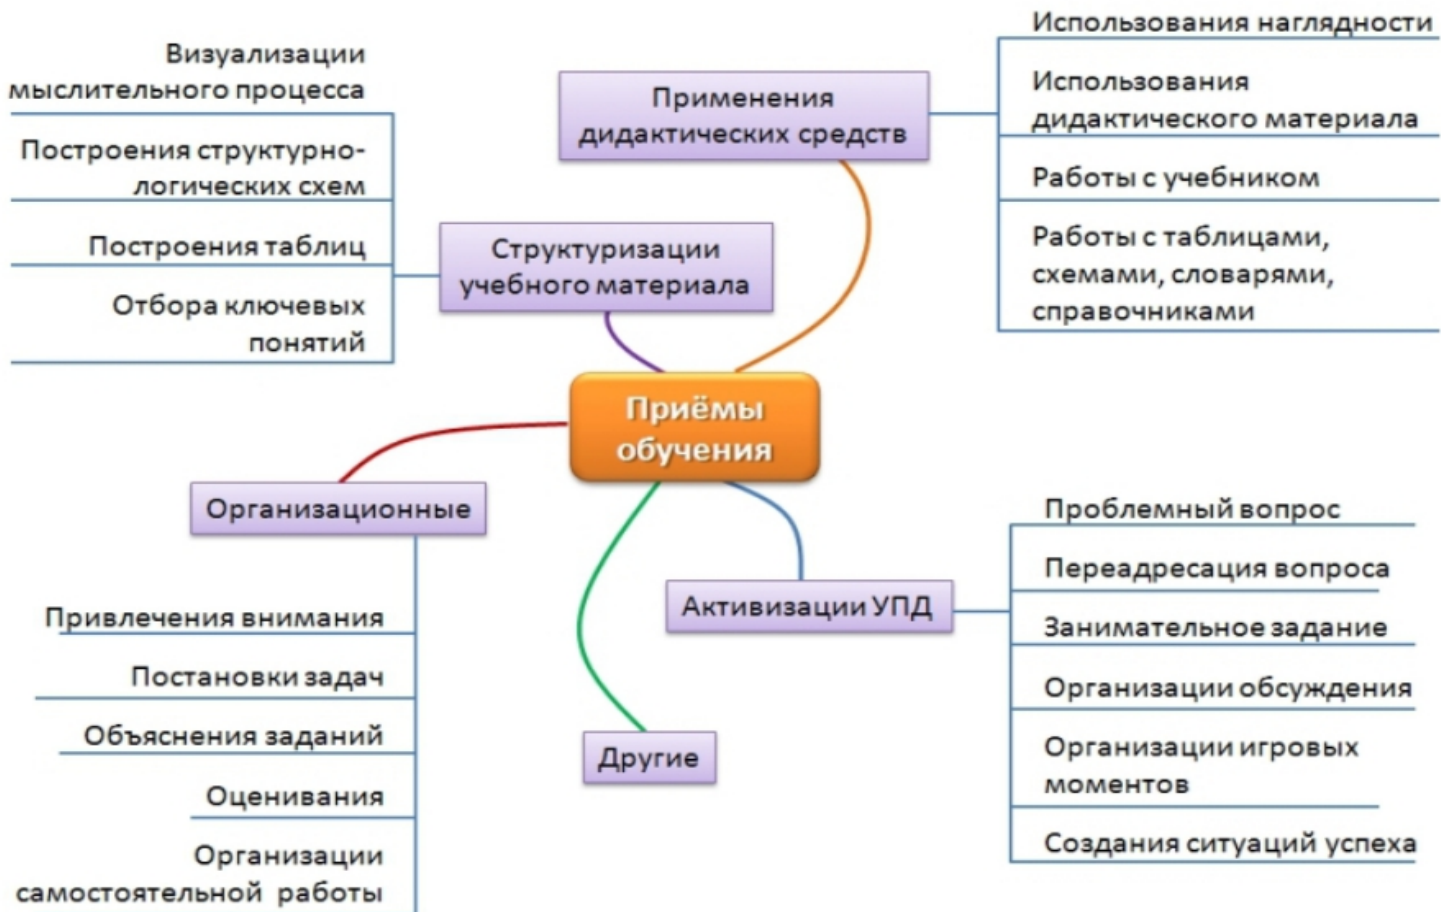 Приёмы
обучения
Применения
дидактических средств
Использования наглядности
Использования
дидактического материала
Работы с учебником
Работы с таблицами,
схемами, словарями,
справочниками
Структуризации
учебного материала
Визуализации
мыслительного процесса
Построения структурно-
логических схем
Построения таблиц
Отбора ключевых
понятий
Организационные
Привлечения внимания
Постановки задач
Объяснения заданий
Оценивания
Организации
самостоятельной работы
Активизации УПД
Проблемный вопрос
Переадресация вопроса
Занимательное задание
Организации обсуждения
Организации игровых
моментов
Создания ситуаций успеха
Другие